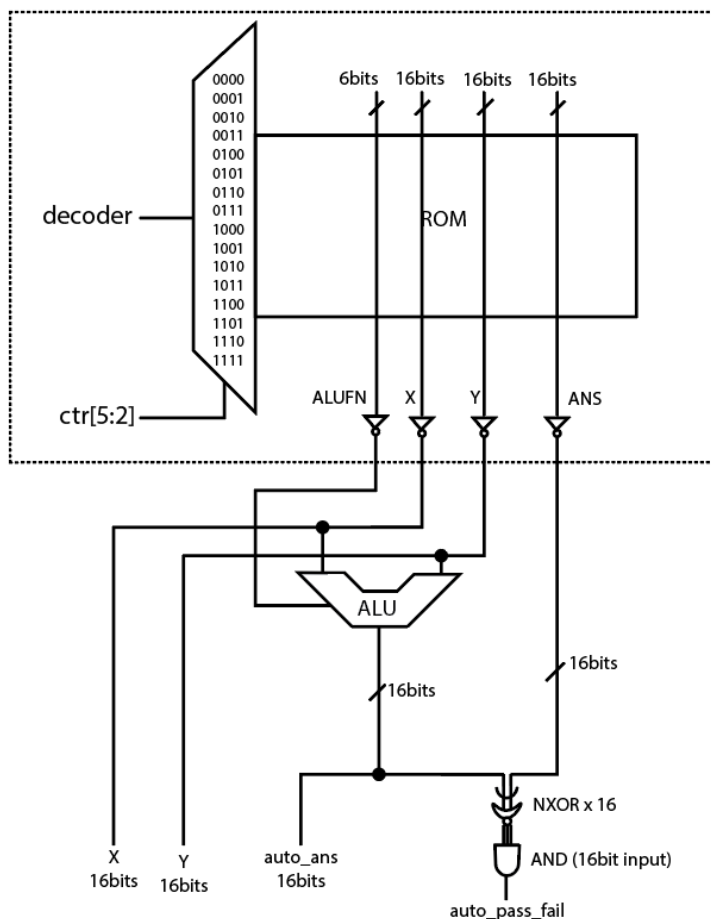 6bits 16bits 16bits 16bits
0000
0001
0010
0011
0100
0101
0110
0111
1000
1001
1010
1011
1100
1101
1110
1111
decoder
ROM
ctr[5:2]
ALUFN X Y ANS
ALU
16bits
16bits
NXOR x 16
AND (16bit input)
X
16bits
Y
16bits
auto_ans
16bits
auto_pass_fail